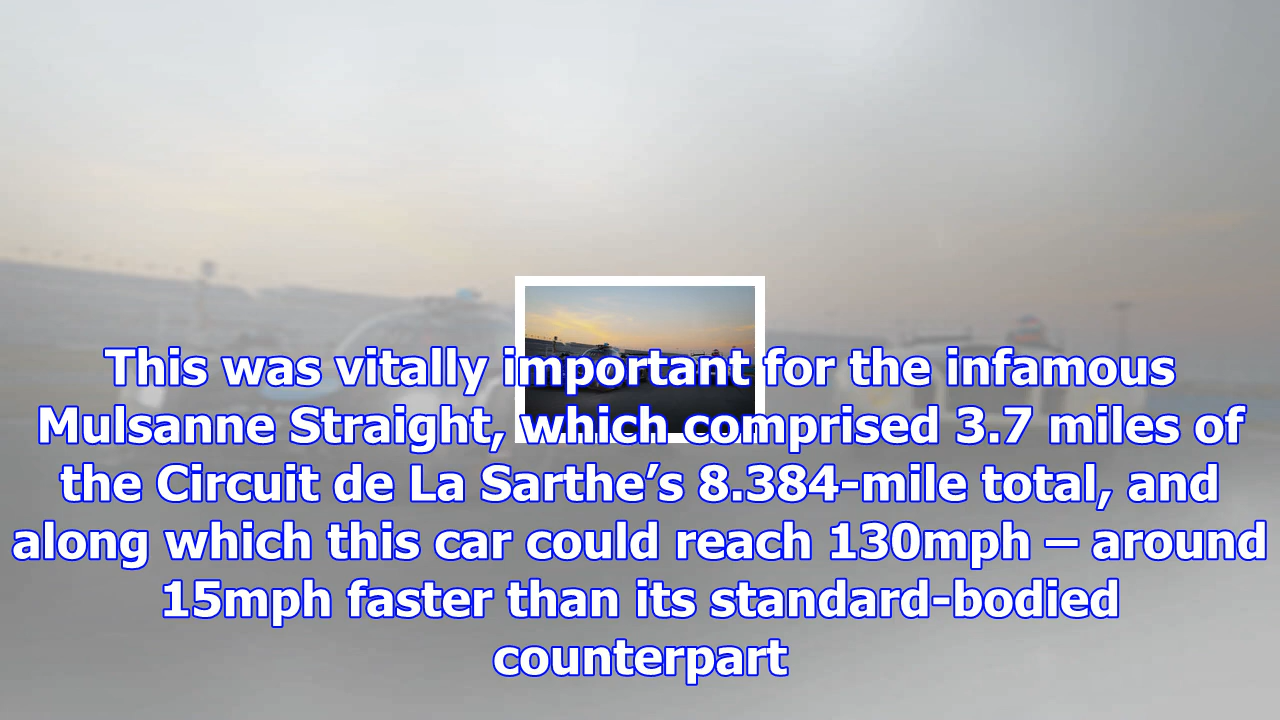 This was vitally important for the infamous
Mulsanne Straight, which comprised 3.7 miles of
the Circuit de La Sarthe’s 8.384-mile total, and
along which this car could reach 130mph – around
15mph faster than its standard-bodied
counterpart